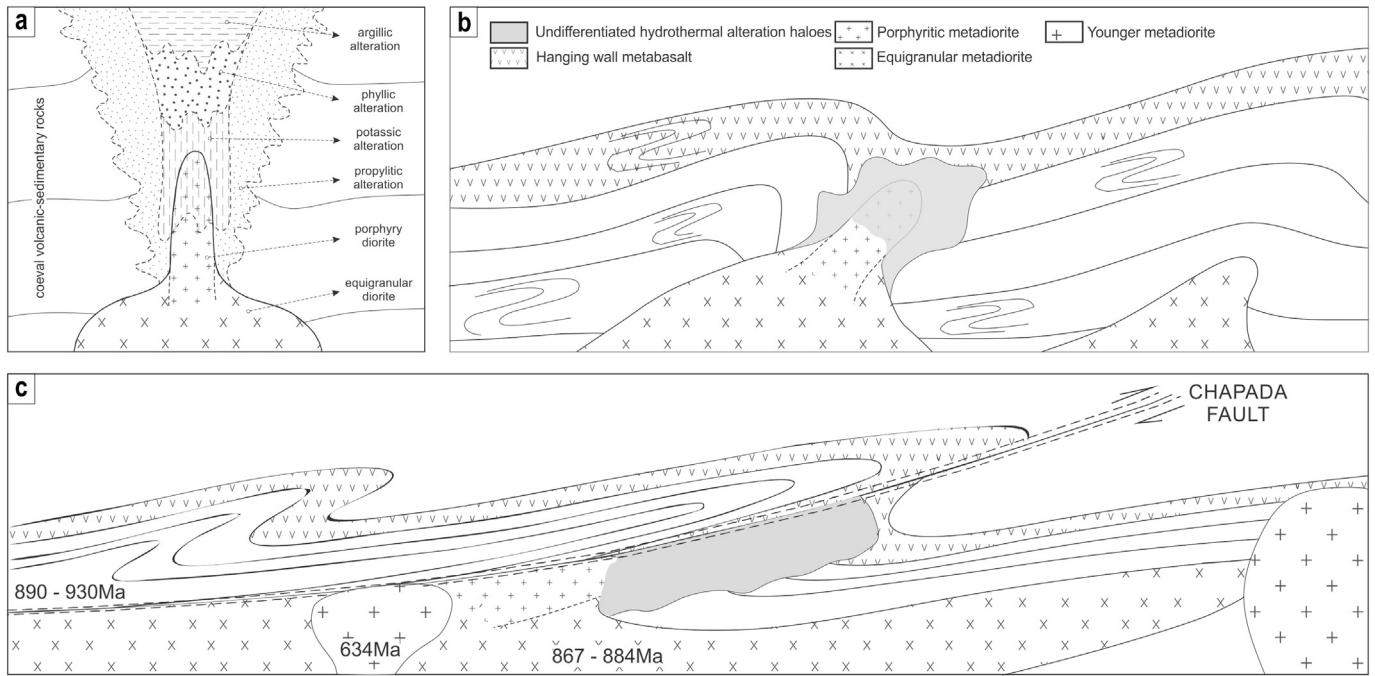 a
argillic
alteration
phyllic
alteration
potassic
alteration
propylitic
alteration
porphyry
diorite
equigranular
diorite
coeval volcanic-sedimentary rocks
b
Undifferentiated hydrothermal alteration haloes
Porphyritic metadiorite
Younger metadiorite
Hanging wall metabasalt
Equigranular metadiorite
c
CHAPADA
FAULT
890 - 930Ma
634Ma
867 - 884Ma